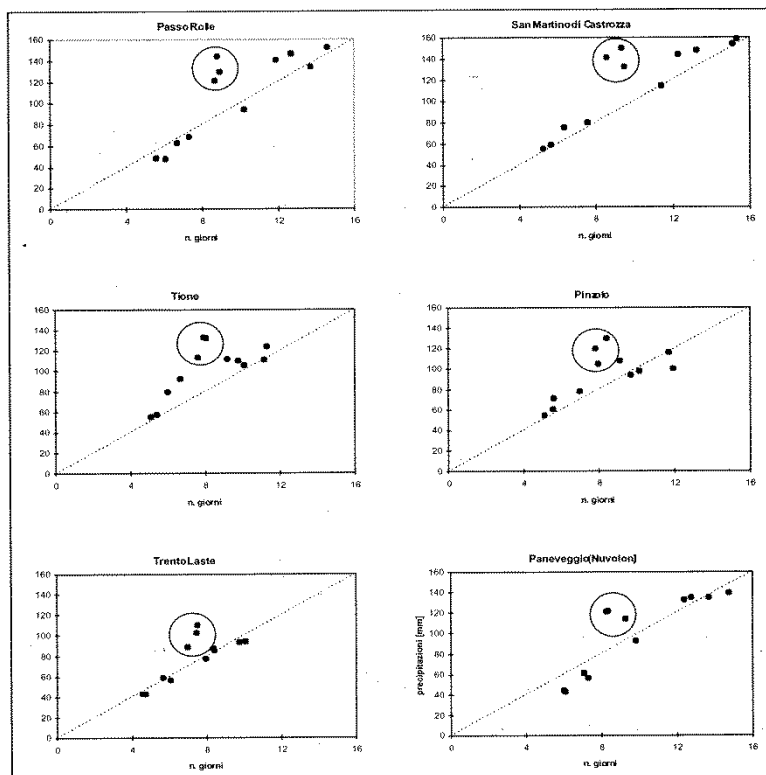 Passo Rolle
160
140
120
100
80
60
40
20
0
0 4 8 12 16
n. giorni
San Martino di Castrozza
160
140
120
100
80
60
40
20
0
0 4 8 12 16
n. giorni
Tione
160
140
120
100
80
60
40
20
0
0 4 8 12 16
n. giorni
Pinzolo
160
140
120
100
80
60
40
20
0
0 4 8 12 16
n. giorni
Trento Laste
160
140
120
100
80
60
40
20
0
0 4 8 12 16
n. giorni
Paneveggio[Nuvolon]
precipitazioni [mm]
160
140
120
100
80
60
40
20
0
0 4 8 12 16
n. giorni